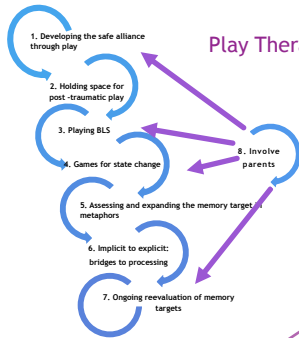 Play Ther
1. Developing the safe alliance
through play
2. Holding space for
post -traumatic play
3. Playing BLS
4. Games for state change
5. Assessing and expanding the memory target in
metaphors
6. Implicit to explicit:
bridges to processing
7. Ongoing reevaluation of memory
targets
8. Involve
parents